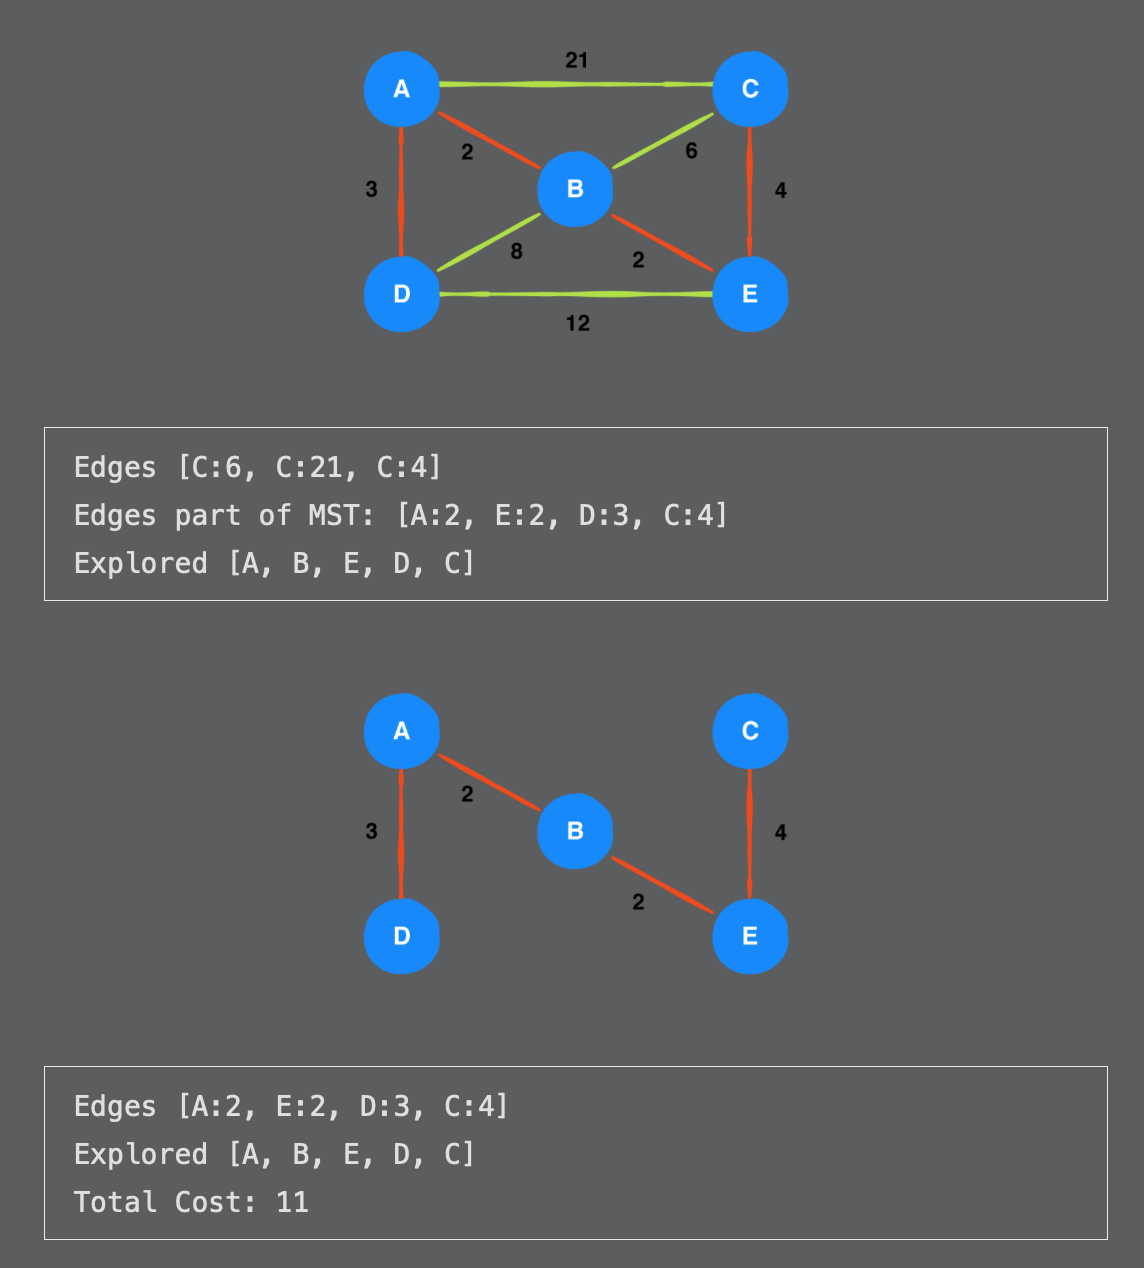 21
A
C
2
6
3
B
4
8
2
D
E
12
Edges [C:6, C:21, C:4]
Edges part of MST: [A:2, E:2, D:3, C:4]
Explored [A, B, E, D, C]
A
C
2
3
B
4
2
D
E
Edges [A:2, E:2, D:3, C:4]
Explored [A, B, E, D, C]
Total Cost: 11